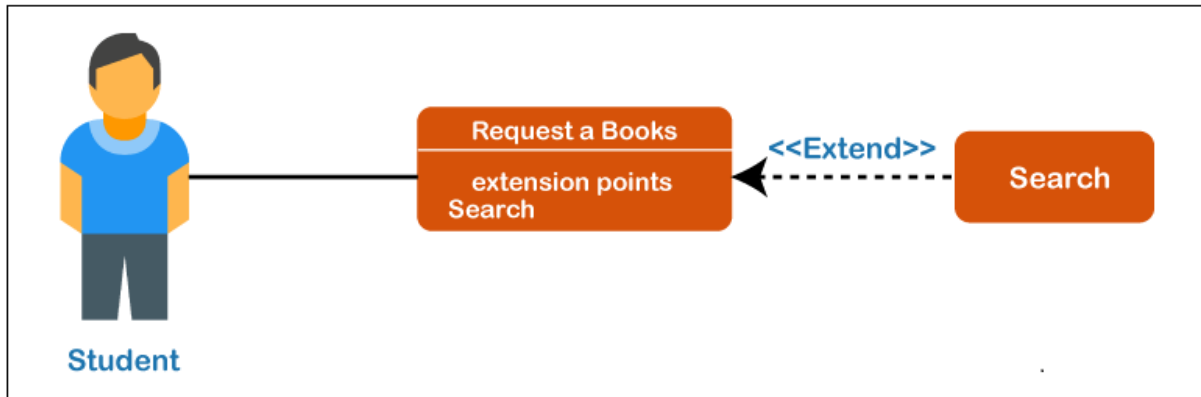 Request a Books
extension points
Search
<<Extend>>
Search
Student